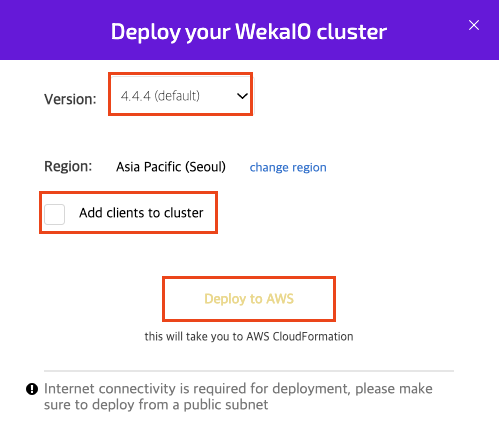 Deploy your WekaIO cluster
Version: 4.4.4 (default)
Region: Asia Pacific (Seoul) change region
Add clients to cluster
Deploy to AWS
this will take you to AWS CloudFormation
Internet connectivity is required for deployment, please make
sure to deploy from a public subnet